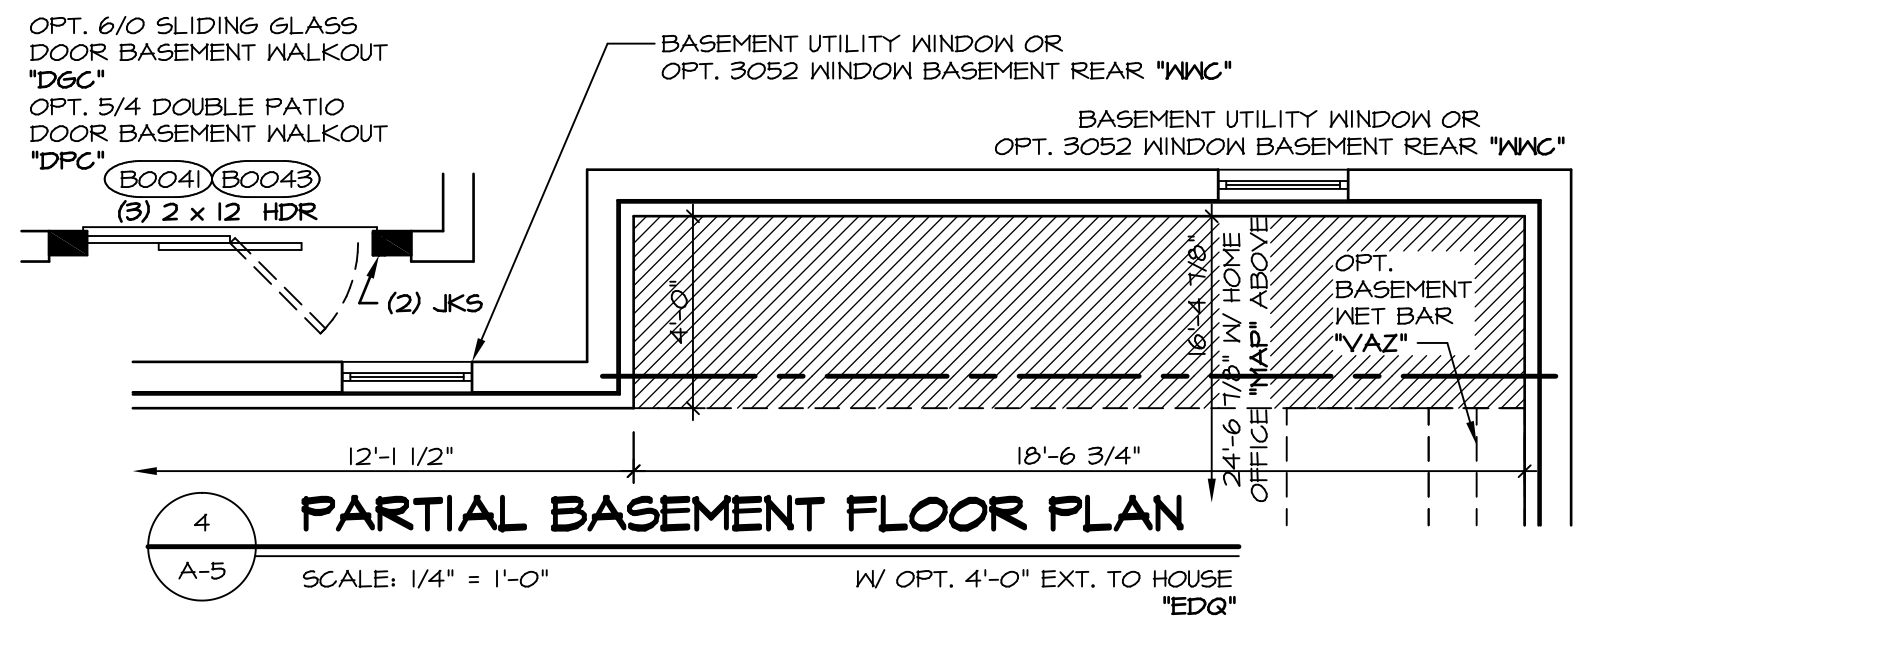 OPT. 6/0 SLIDING GLASS
DOOR BASEMENT WALKOUT
"DGC"
OPT. 5/4 DOUBLE PATIO
DOOR BASEMENT WALKOUT
"DPC"
B0041 B0043
(3) 2 x 12 HDR
(2) JKS
BASEMENT UTILITY WINDOW OR
OPT. 3052 WINDOW BASEMENT REAR "WWC"
BASEMENT UTILITY WINDOW OR
OPT. 3052 WINDOW BASEMENT REAR "WWC"
4'-0"
16'-4 7/8"
24'-6 7/8" W/ HOME
OFFICE "MAP" ABOVE
OPT.
BASEMENT
WET BAR
"VAZ"
12'-1 1/2"
18'-6 3/4"
4
A-5
PARTIAL BASEMENT FLOOR PLAN
SCALE: 1/4" = 1'-0"
W/ OPT. 4'-0" EXT. TO HOUSE
"EDQ"